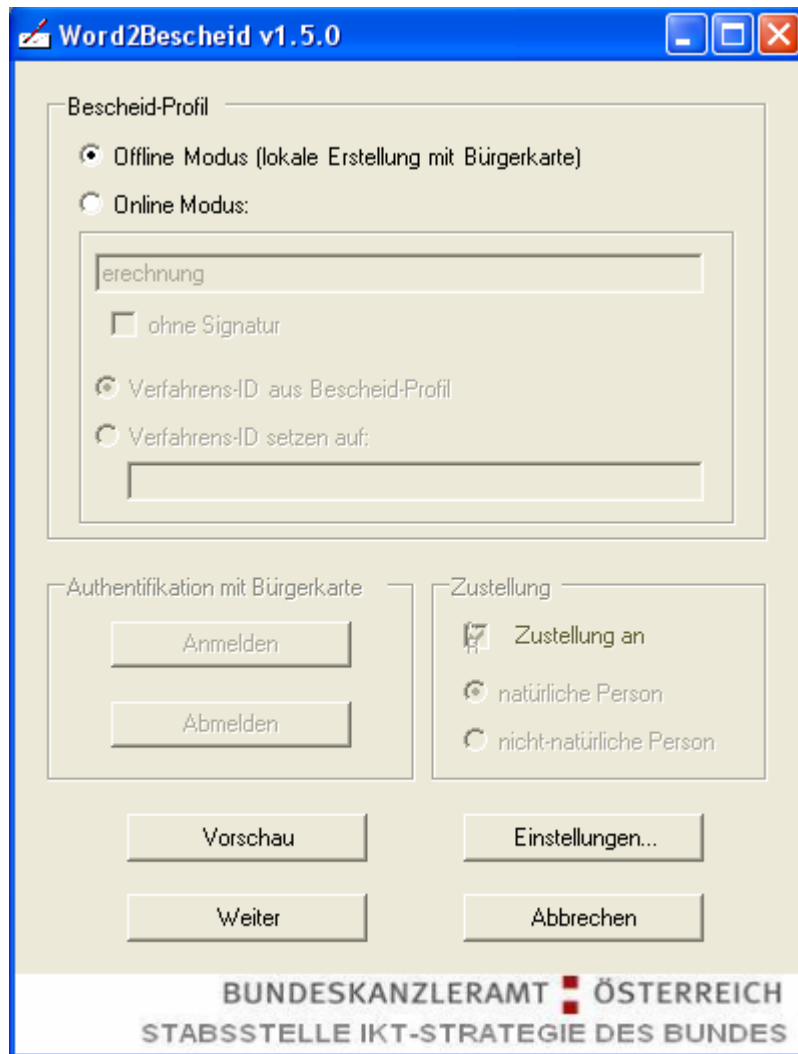 Word2Bescheid v1.5.0
Bescheid-Profil
Offline Modus (lokale Erstellung mit Bürgerkarte)
Online Modus:
erechnung
ohne Signatur
Verfahrens-ID aus Bescheid-Profil
Verfahrens-ID setzen auf:
Authentifikation mit Bürgerkarte
Anmelden
Abmelden
Zustellung
Zustellung an
natürliche Person
nicht-natürliche Person
Vorschau
Einstellungen...
Weiter
Abbrechen
BUNDESKANZLERAMT ÖSTERREICH
STABSSTELLE IKT-STRATEGIE DES BUNDES